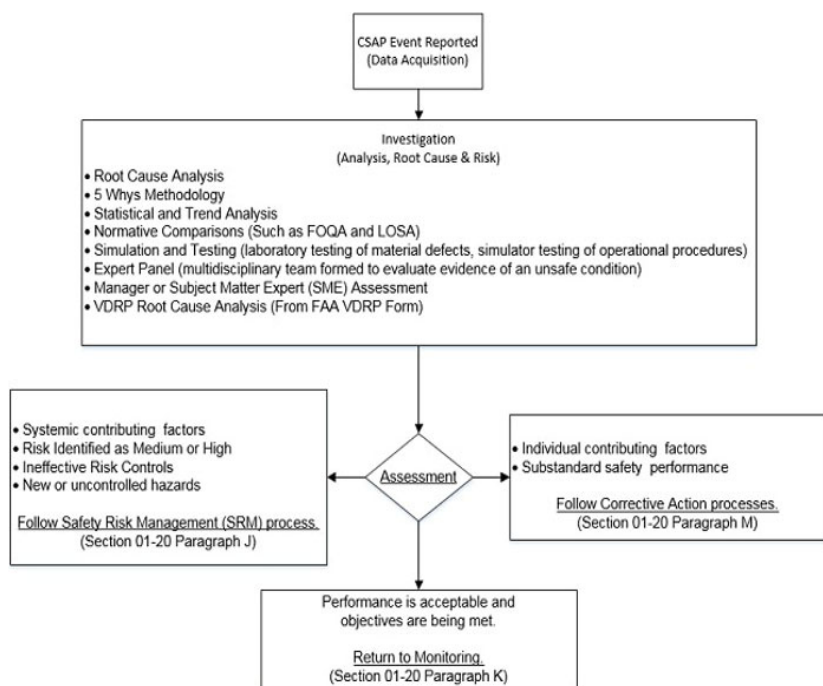 CSAP Event Reported
(Data Acquisition)
Investigation
(Analysis, Root Cause & Risk)
• Root Cause Analysis
• 5 Whys Methodology
• Statistical and Trend Analysis
• Normative Comparisons (Such as FOQA and LOSA)
• Simulation and Testing (laboratory testing of material defects, simulator testing of operational procedures)
• Expert Panel (multidisciplinary team formed to evaluate evidence of an unsafe condition)
• Manager or Subject Matter Expert (SME) Assessment
• VDRP Root Cause Analysis (From FAA VDRP Form)
• Systemic contributing factors
• Risk Identified as Medium or High
• Ineffective Risk Controls
• New or uncontrolled hazards
Follow Safety Risk Management (SRM) process.
(Section 01-20 Paragraph J)
Assessment
• Individual contributing factors
• Substandard safety performance
Follow Corrective Action processes.
(Section 01-20 Paragraph M)
Performance is acceptable and
objectives are being met.
Return to Monitoring.
(Section 01-20 Paragraph K)